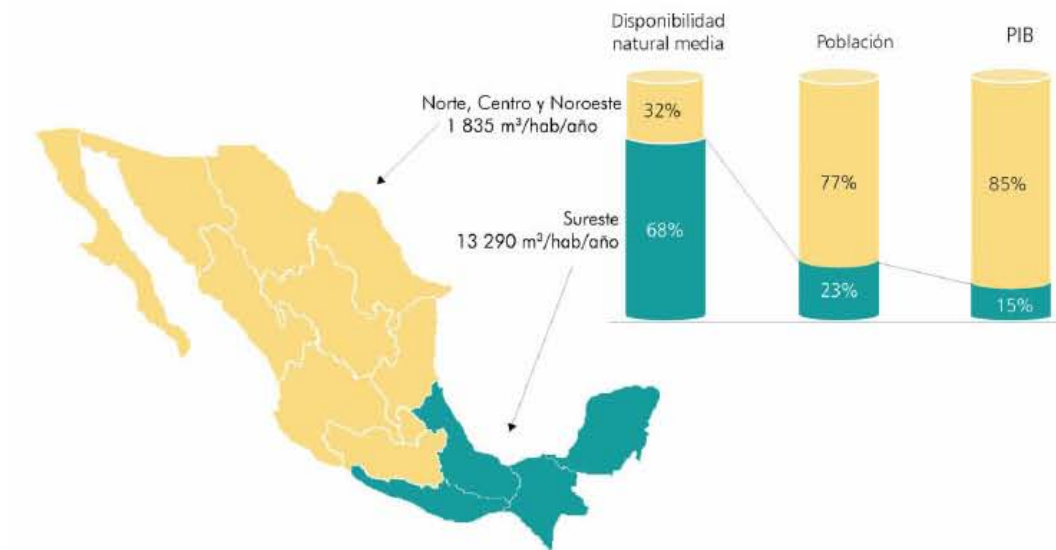 Disponibilidad
natural media
Población
PIB
Norte, Centro y Noroeste
1 835 m³/hab/año
32%
77%
85%
Sureste
13 290 m³/hab/año
68%
23%
15%